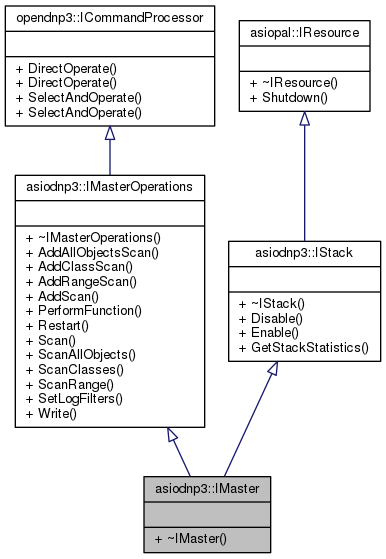 opendnp3::ICommandProcessor
+ DirectOperate()
+ DirectOperate()
+ SelectAndOperate()
+ SelectAndOperate()
asiopal::IResource
+ ~IResource()
+ Shutdown()
asiodnp3::IMasterOperations
+ ~IMasterOperations()
+ AddAllObjectsScan()
+ AddClassScan()
+ AddRangeScan()
+ AddScan()
+ PerformFunction()
+ Restart()
+ Scan()
+ ScanAllObjects()
+ ScanClasses()
+ ScanRange()
+ SetLogFilters()
+ Write()
asiodnp3::IStack
+ ~IStack()
+ Disable()
+ Enable()
+ GetStackStatistics()
asiodnp3::IMaster
+ ~IMaster()